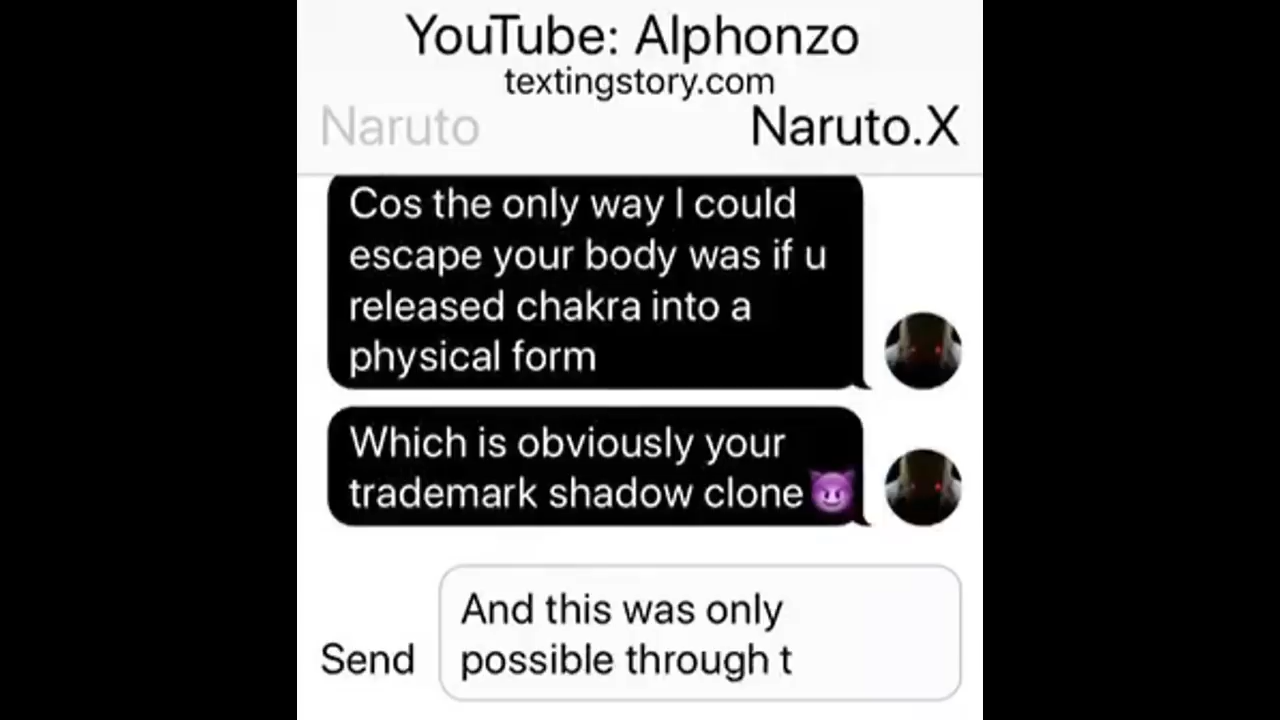 YouTube: Alphonzo
textingstory.com
Naruto Naruto.X
Cos the only way I could
escape your body was if u
released chakra into a
physical form
Which is obviously your
trademark shadow clone😈
And this was only
Send possible through t